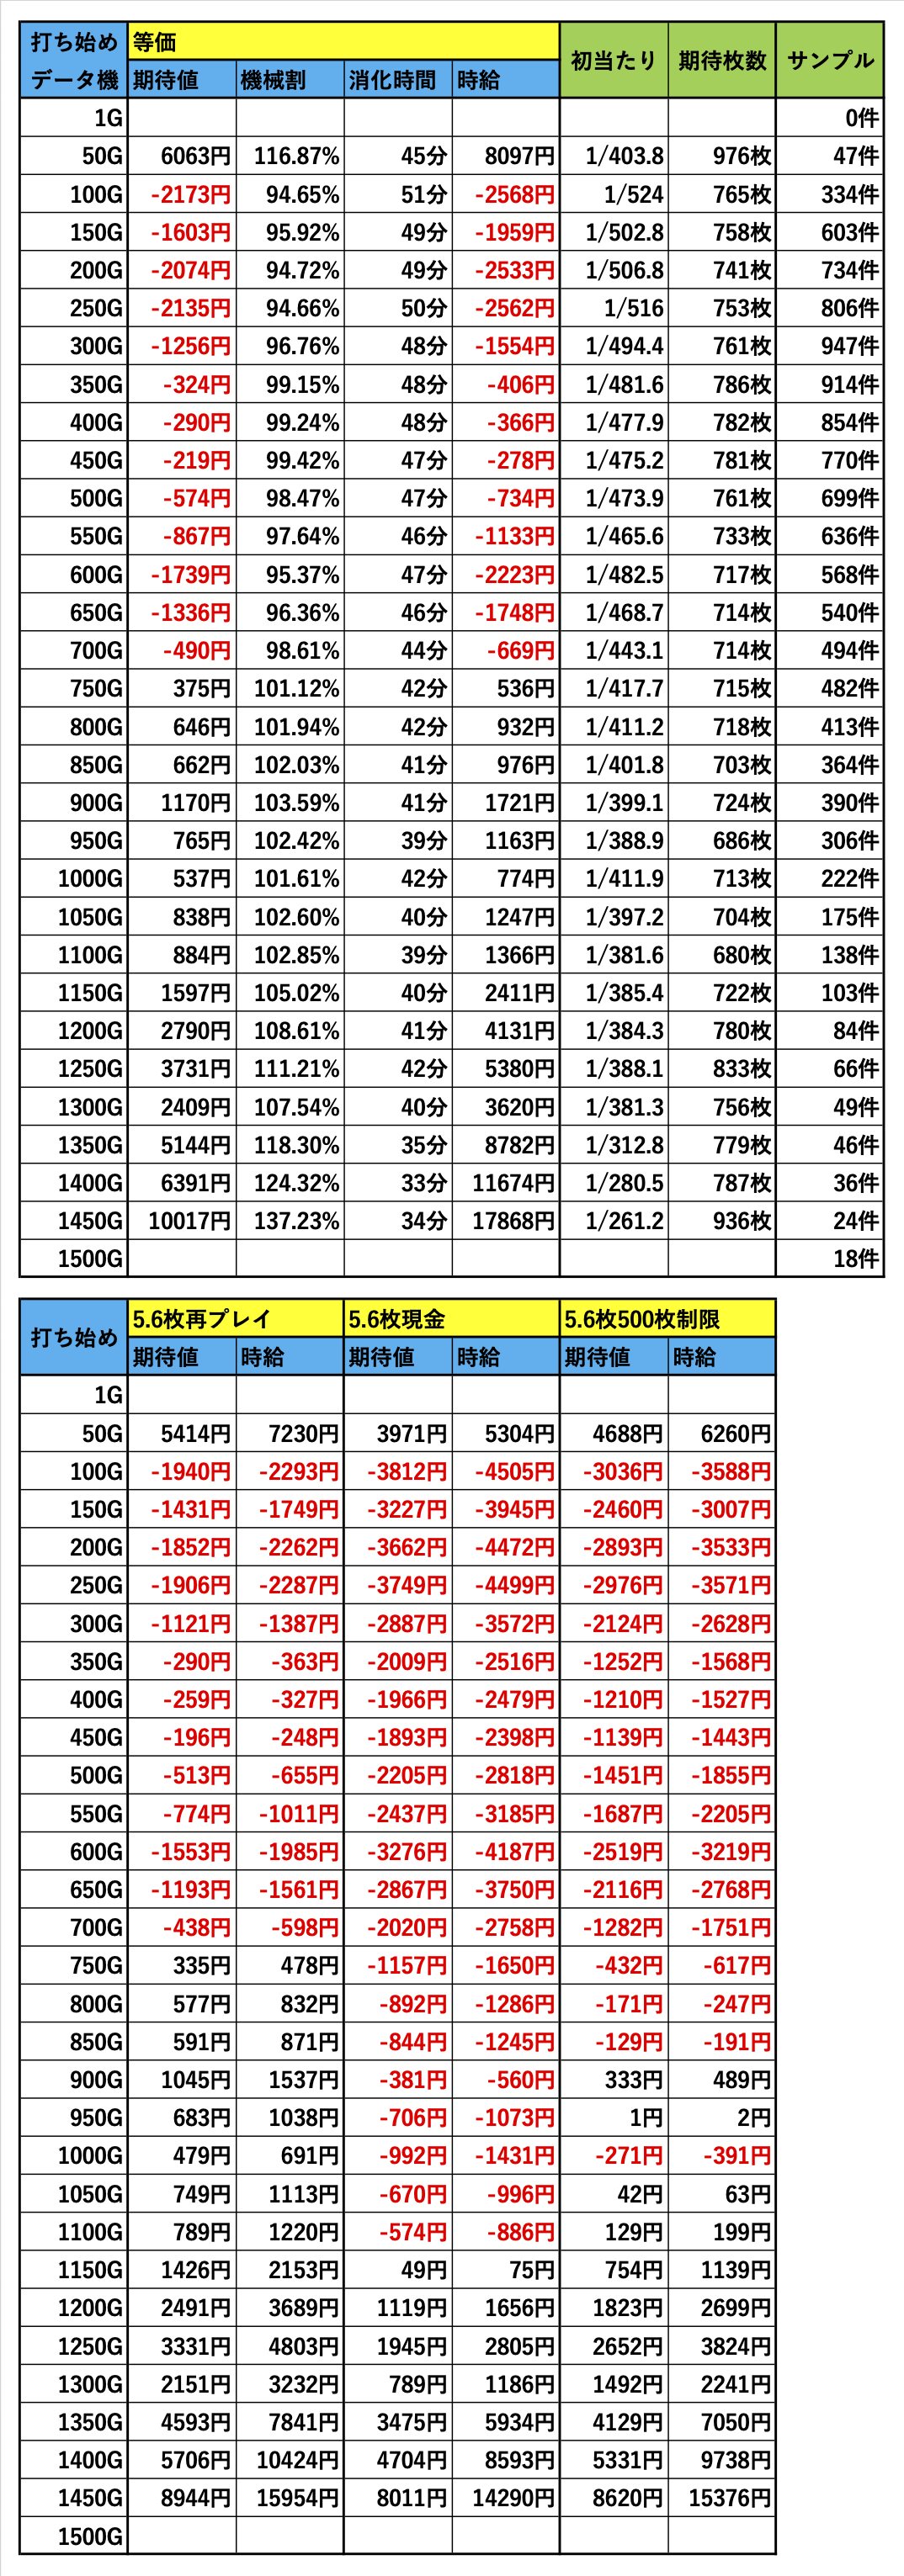 打ち始め 等価 初当たり 期待枚数 サンプル
データ機 期待値 機械割 消化時間 時給
1G 0件
50G 6063円 116.87% 45分 8097円 1/403.8 976枚 47件
100G -2173円 94.65% 51分 -2568円 1/524 765枚 334件
150G -1603円 95.92% 49分 -1959円 1/502.8 758枚 603件
200G -2074円 94.72% 49分 -2533円 1/506.8 741枚 734件
250G -2135円 94.66% 50分 -2562円 1/516 753枚 806件
300G -1256円 96.76% 48分 -1554円 1/494.4 761枚 947件
350G -324円 99.15% 48分 -406円 1/481.6 786枚 914件
400G -290円 99.24% 48分 -366円 1/477.9 782枚 854件
450G -219円 99.42% 47分 -278円 1/475.2 781枚 770件
500G -574円 98.47% 47分 -734円 1/473.9 761枚 699件
550G -867円 97.64% 46分 -1133円 1/465.6 733枚 636件
600G -1739円 95.37% 47分 -2223円 1/482.5 717枚 568件
650G -1336円 96.36% 46分 -1748円 1/468.7 714枚 540件
700G -490円 98.61% 44分 -669円 1/443.1 714枚 494件
750G 375円 101.12% 42分 536円 1/417.7 715枚 482件
800G 646円 101.94% 42分 932円 1/411.2 718枚 413件
850G 662円 102.03% 41分 976円 1/401.8 703枚 364件
900G 1170円 103.59% 41分 1721円 1/399.1 724枚 390件
950G 765円 102.42% 39分 1163円 1/388.9 686枚 306件
1000G 537円 101.61% 42分 774円 1/411.9 713枚 222件
1050G 838円 102.60% 40分 1247円 1/397.2 704枚 175件
1100G 884円 102.85% 39分 1366円 1/381.6 680枚 138件
1150G 1597円 105.02% 40分 2411円 1/385.4 722枚 103件
1200G 2790円 108.61% 41分 4131円 1/384.3 780枚 84件
1250G 3731円 111.21% 42分 5380円 1/388.1 833枚 66件
1300G 2409円 107.54% 40分 3620円 1/381.3 756枚 49件
1350G 5144円 118.30% 35分 8782円 1/312.8 779枚 46件
1400G 6391円 124.32% 33分 11674円 1/280.5 787枚 36件
1450G 10017円 137.23% 34分 17868円 1/261.2 936枚 24件
1500G 18件
打ち始め 5.6枚再プレイ 5.6枚現金 5.6枚500枚制限
期待値 時給 期待値 時給 期待値 時給
1G
50G 5414円 7230円 3971円 5304円 4688円 6260円
100G -1940円 -2293円 -3812円 -4505円 -3036円 -3588円
150G -1431円 -1749円 -3227円 -3945円 -2460円 -3007円
200G -1852円 -2262円 -3662円 -4472円 -2893円 -3533円
250G -1906円 -2287円 -3749円 -4499円 -2976円 -3571円
300G -1121円 -1387円 -2887円 -3572円 -2124円 -2628円
350G -290円 -363円 -2009円 -2516円 -1252円 -1568円
400G -259円 -327円 -1966円 -2479円 -1210円 -1527円
450G -196円 -248円 -1893円 -2398円 -1139円 -1443円
500G -513円 -655円 -2205円 -2818円 -1451円 -1855円
550G -774円 -1011円 -2437円 -3185円 -1687円 -2205円
600G -1553円 -1985円 -3276円 -4187円 -2519円 -3219円
650G -1193円 -1561円 -2867円 -3750円 -2116円 -2768円
700G -438円 -598円 -2020円 -2758円 -1282円 -1751円
750G 335円 478円 -1157円 -1650円 -432円 -617円
800G 577円 832円 -892円 -1286円 -171円 -247円
850G 591円 871円 -844円 -1245円 -129円 -191円
900G 1045円 1537円 -381円 -560円 333円 489円
950G 683円 1038円 -706円 -1073円 1円 2円
1000G 479円 691円 -992円 -1431円 -271円 -391円
1050G 749円 1113円 -670円 -996円 42円 63円
1100G 789円 1220円 -574円 -886円 129円 199円
1150G 1426円 2153円 49円 75円 754円 1139円
1200G 2491円 3689円 1119円 1656円 1823円 2699円
1250G 3331円 4803円 1945円 2805円 2652円 3824円
1300G 2151円 3232円 789円 1186円 1492円 2241円
1350G 4593円 7841円 3475円 5934円 4129円 7050円
1400G 5706円 10424円 4704円 8593円 5331円 9738円
1450G 8944円 15954円 8011円 14290円 8620円 15376円
1500G